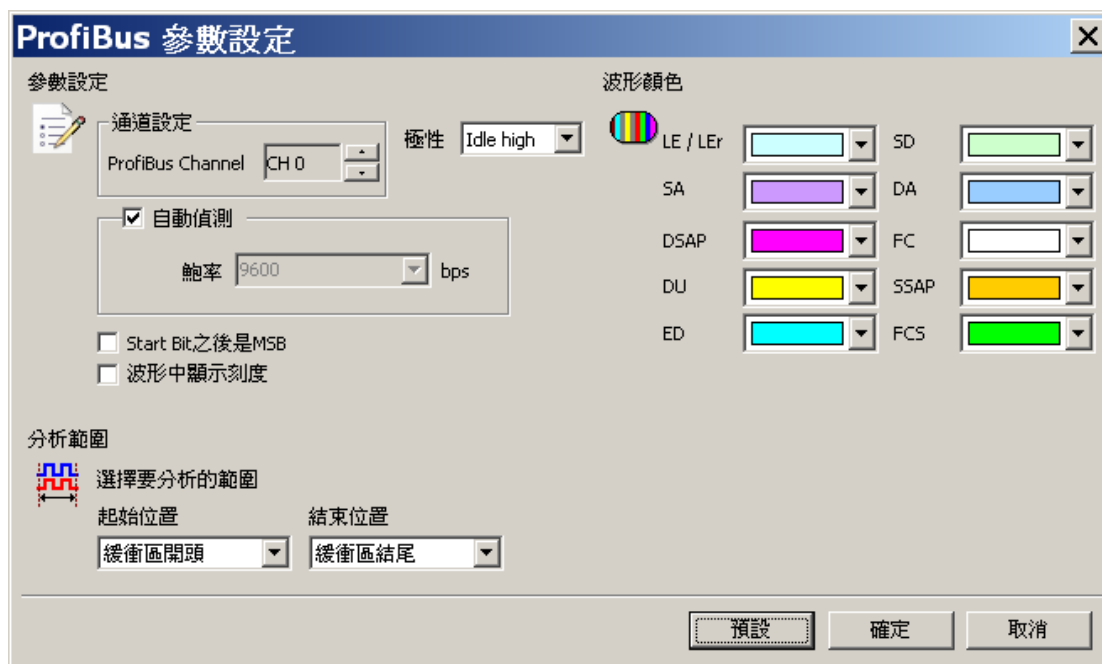 ProfiBus 參數設定
參數設定
通道設定
ProfiBus Channel CH 0
極性 Idle high
自動偵測
鮑率 9600 bps
Start Bit之後是MSB
波形中顯示刻度
波形顏色
LE / LEr SD
SA DA
DSAP FC
DU SSAP
ED FCS
分析範圍
選擇要分析的範圍
起始位置 結束位置
緩衝區開頭 緩衝區結尾
預設 確定 取消